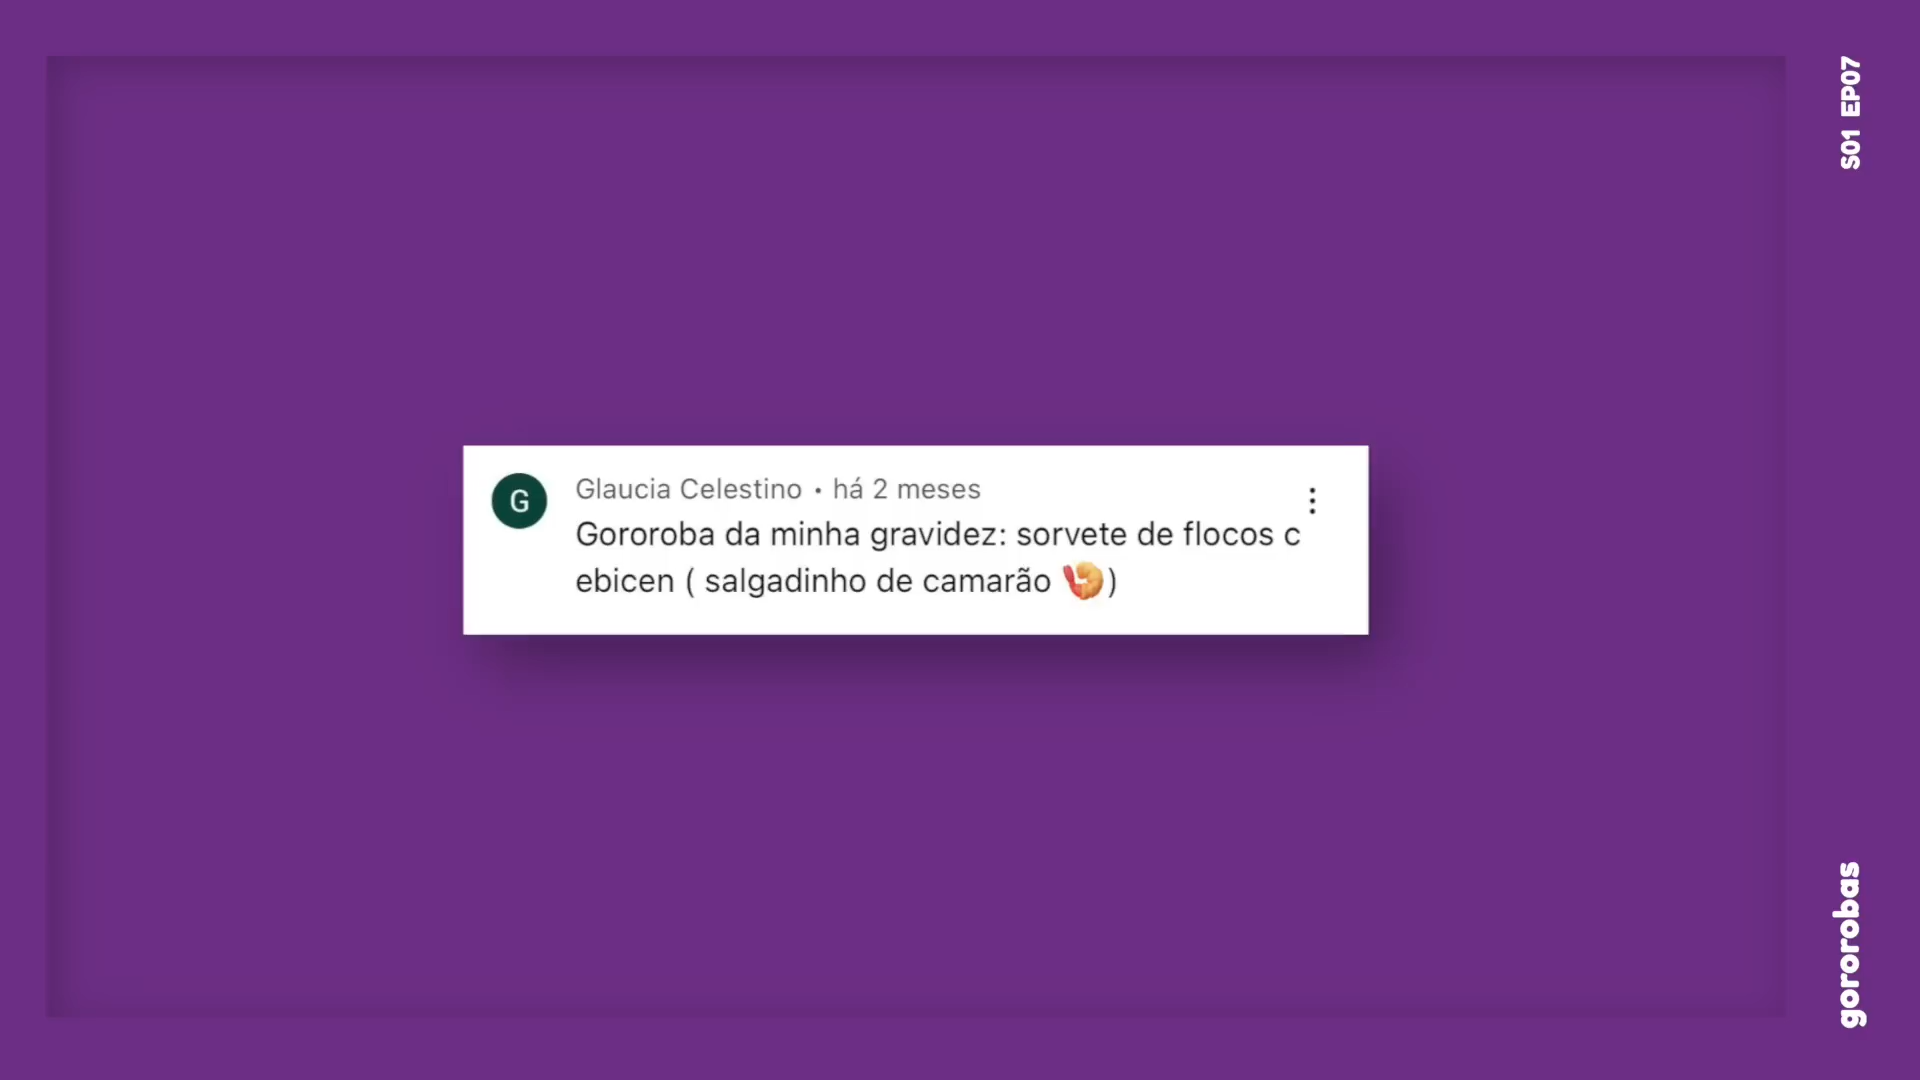 S01 EP07
G
Glaucia Celestino • há 2 meses
Gororoba da minha gravidez: sorvete de flocos c
ebicen ( salgadinho de camarão 🍤)
gororobas